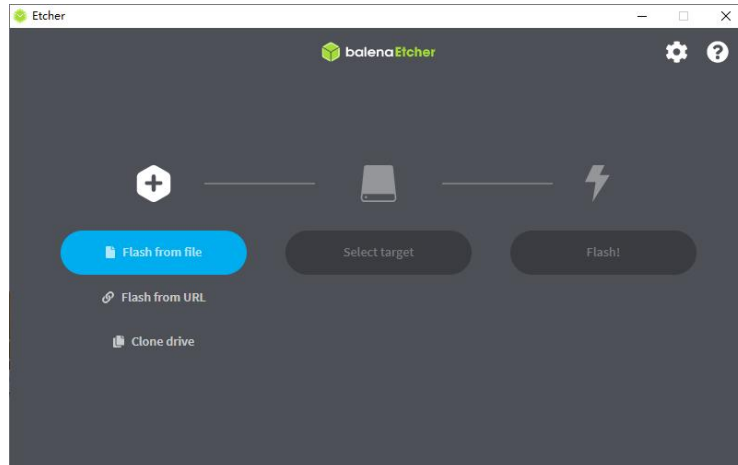 Etcher
balenaEtcher
Flash from file
Select target
Flash!
Flash from URL
Clone drive